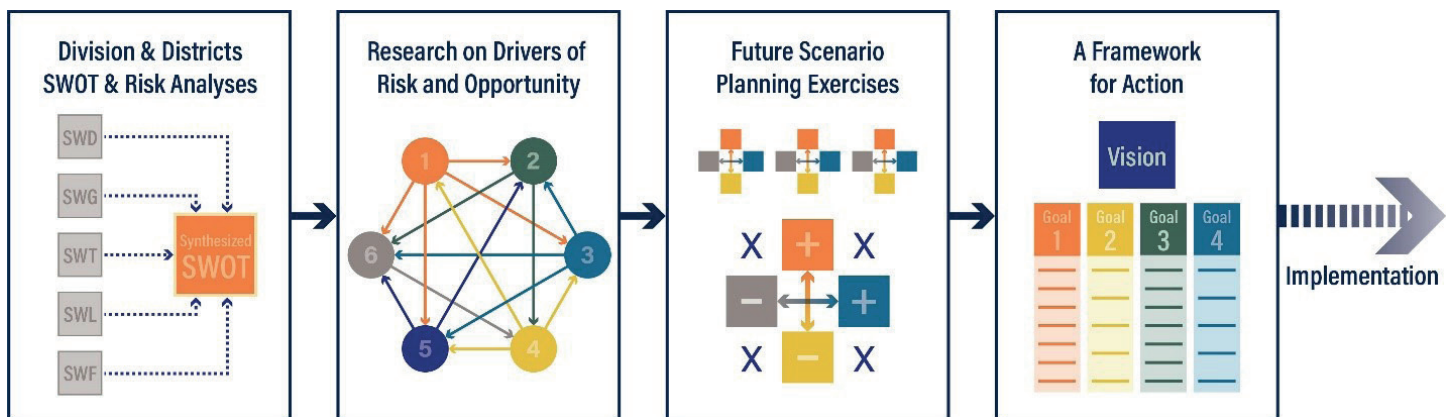 Division & Districts
SWOT & Risk Analyses
SWD
SWG
SWT
SWL
SWF
Synthesized
SWOT
Research on Drivers of
Risk and Opportunity
1
2
6
3
5
4
Future Scenario
Planning Exercises
X
+
X
-
+
X
-
X
A Framework
for Action
Vision
Goal
1
Goal
2
Goal
3
Goal
4
Implementation